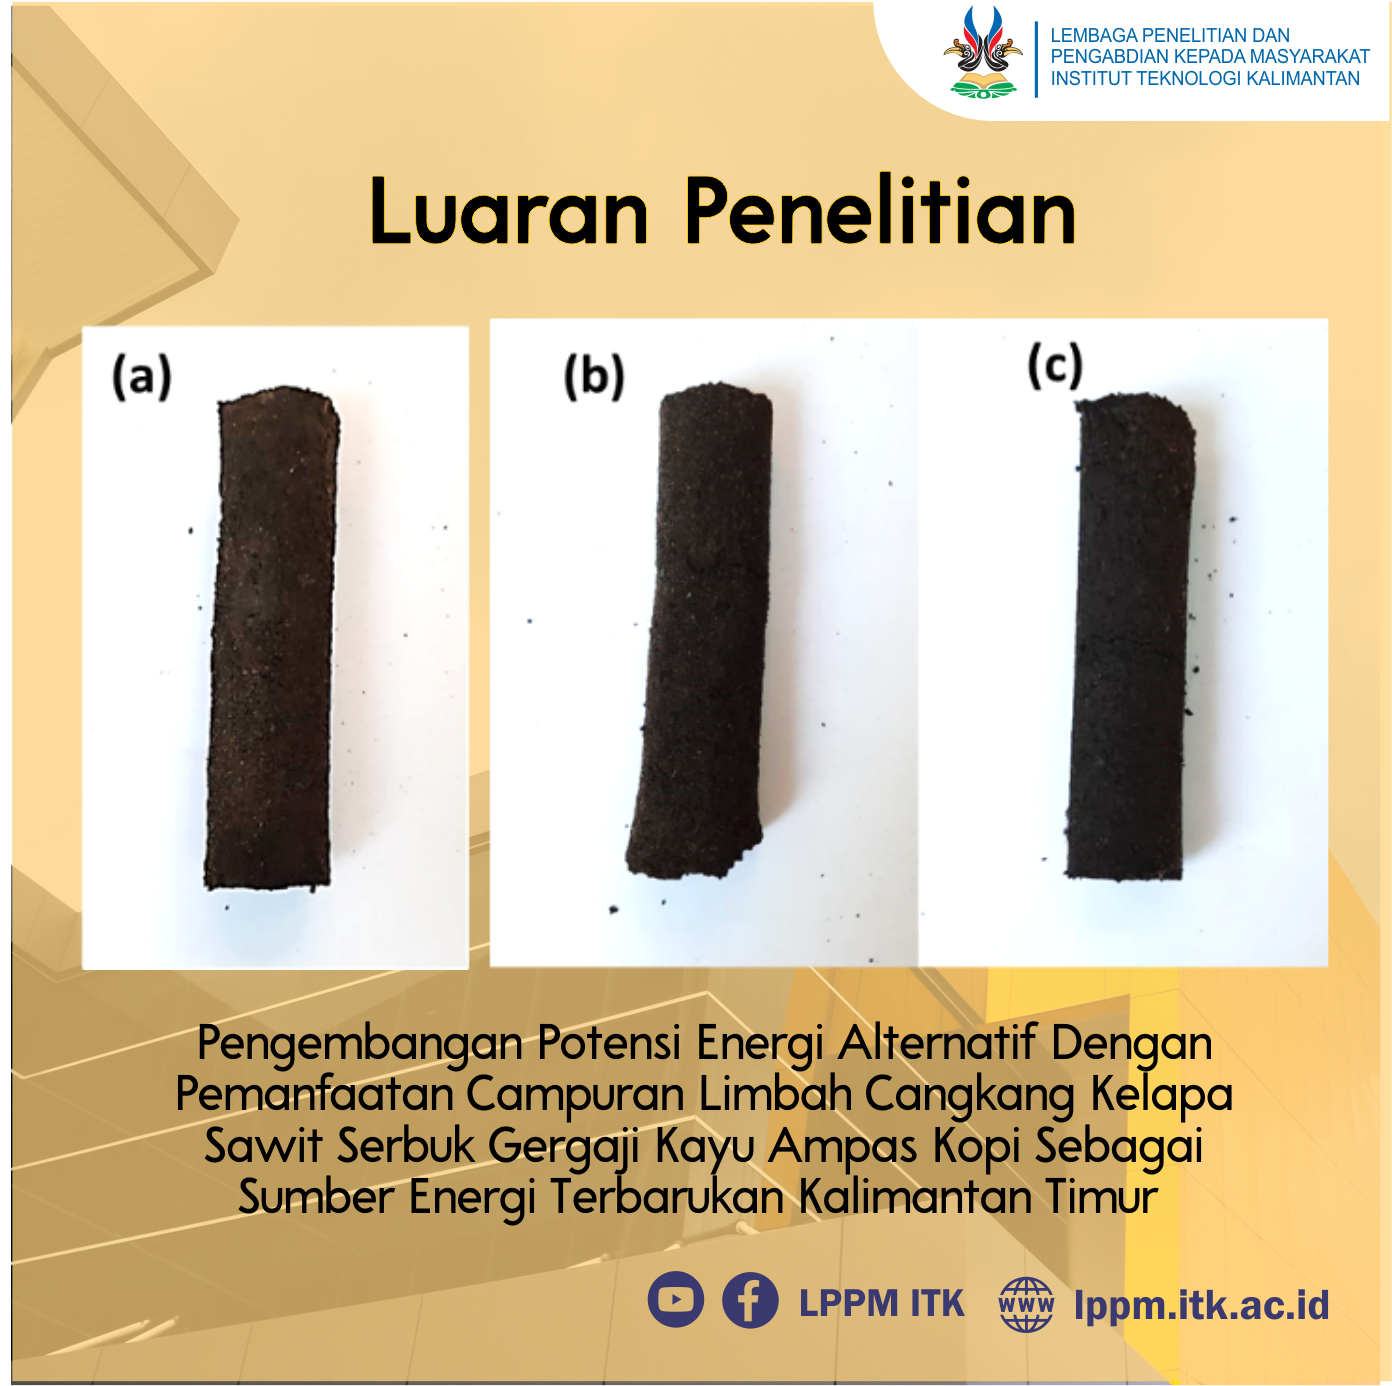 LEMBAGA PENELITIAN DAN
PENGABDIAN KEPADA MASYARAKAT
INSTITUT TEKNOLOGI KALIMANTAN
Luaran Penelitian
(a)
(b)
(c)
Pengembangan Potensi Energi Alternatif Dengan
Pemanfaatan Campuran Limbah Cangkang Kelapa
Sawit Serbuk Gergaji Kayu Ampas Kopi Sebagai
Sumber Energi Terbarukan Kalimantan Timur
LPPM ITK
www
lppm.itk.ac.id